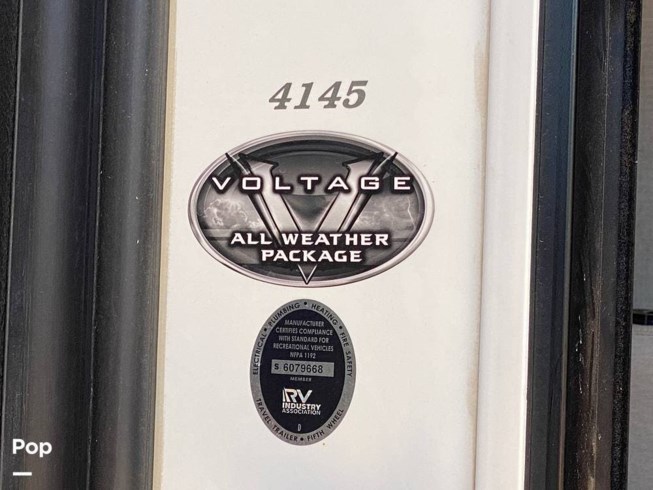 4145
VOLTAGE
ALL WEATHER
PACKAGE
ELECTRICAL • PLUMBING • HEATING • FIRE SAFETY
MANUFACTURER
CERTIFIES COMPLIANCE
WITH STANDARD FOR
RECREATIONAL VEHICLES
NFPA 1192
S 6079668
MEMBER
RV
INDUSTRY
ASSOCIATION
D
TRAVEL TRAILER • FIFTH WHEEL
Pop